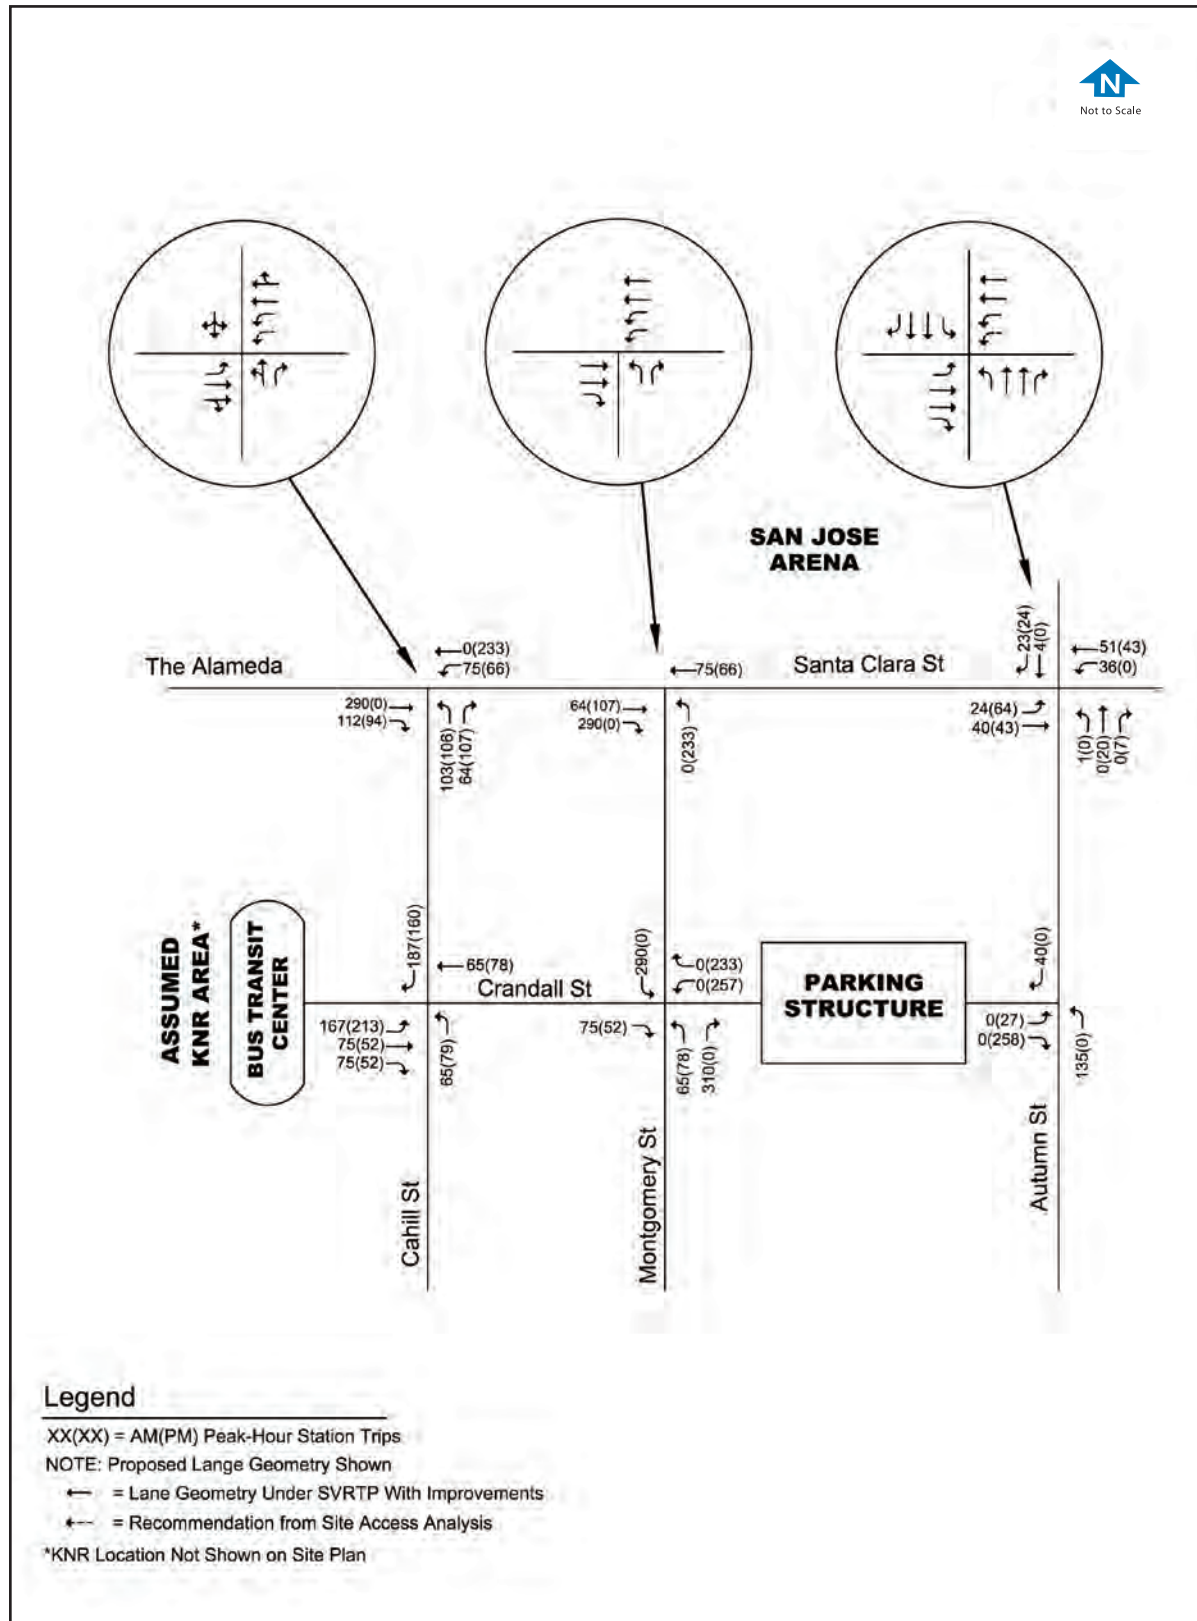 N
Not to Scale
SAN JOSE
ARENA
The Alameda
Santa Clara St
0(233)
75(66)
75(66)
23(24)
4(0)
51(43)
36(0)
290(0)
112(94)
103(106)
64(107)
64(107)
290(0)
0(233)
24(64)
40(43)
1(0)
0(20)
0(7)
ASSUMED
KNR AREA*
BUS TRANSIT
CENTER
187(160)
65(78)
Crandall St
290(0)
0(233)
0(257)
PARKING
STRUCTURE
40(0)
167(213)
75(52)
75(52)
65(79)
75(52)
65(78)
310(0)
0(27)
0(258)
135(0)
Cahill St
Montgomery St
Autumn St
Legend
XX(XX) = AM(PM) Peak-Hour Station Trips
NOTE: Proposed Lange Geometry Shown
= Lane Geometry Under SVRTP With Improvements
= Recommendation from Site Access Analysis
*KNR Location Not Shown on Site Plan